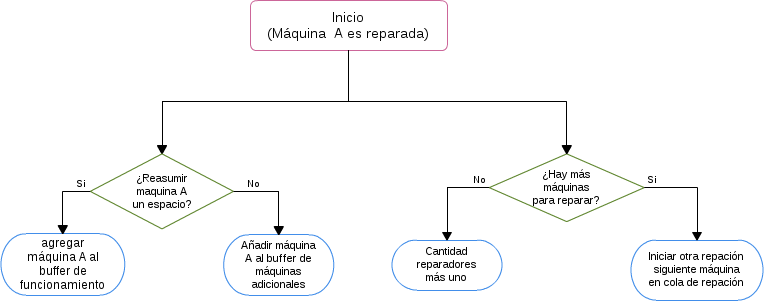 Inicio
(Máquina A es reparada)
¿Reasumir
maquina A
un espacio?
Si
No
¿Hay más
máquinas
para reparar?
No
Si
agregar
máquina A al
buffer de
funcionamiento
Añadir máquina
A al buffer de
máquinas
adicionales
Cantidad
reparadores
más uno
Iniciar otra repación
siguiente máquina
en cola de repación